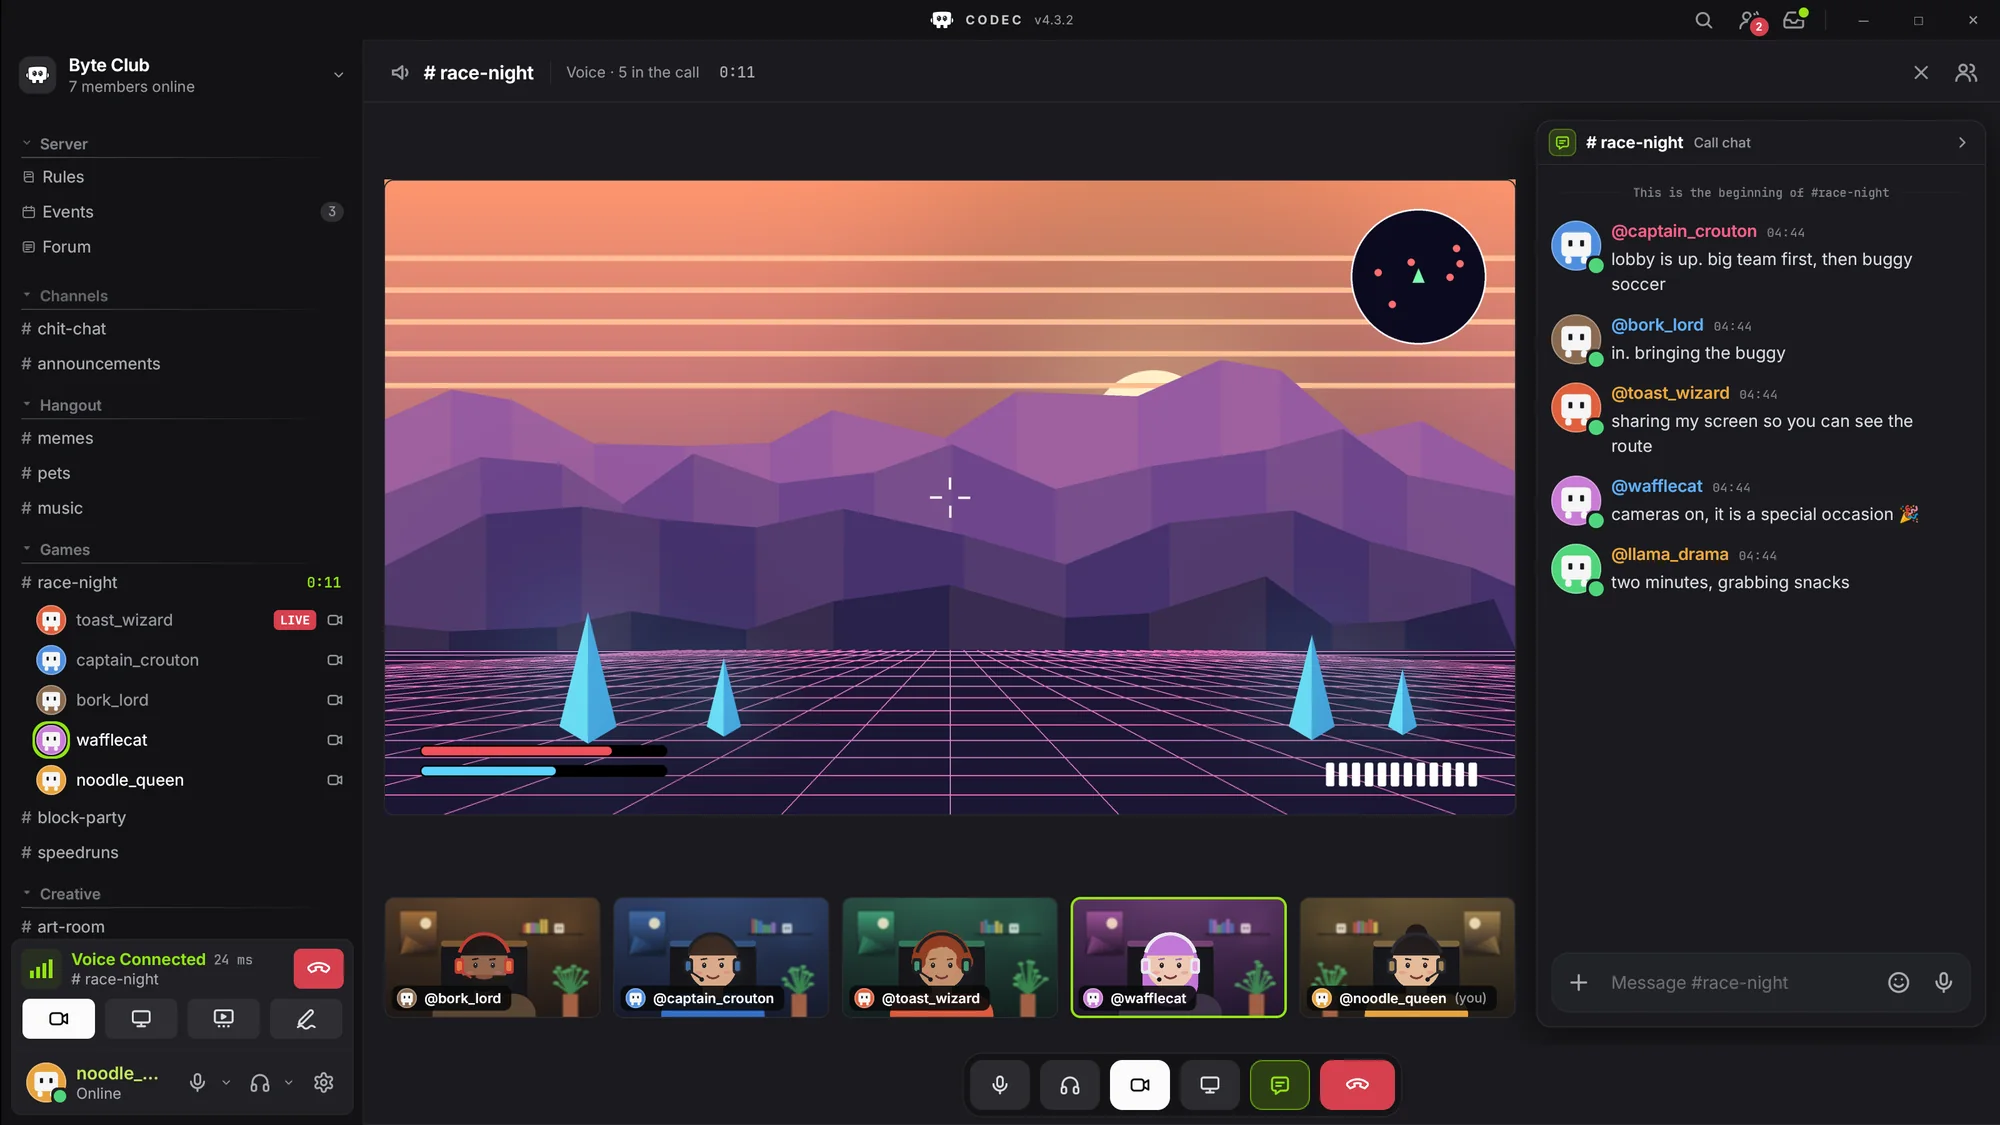 CODEC v4.3.2
2
Byte Club
7 members online
Server
Rules
Events 3
Forum
Channels
# chit-chat
# announcements
Hangout
# memes
# pets
# music
Games
# race-night 0:11
toast_wizard LIVE
captain_crouton
bork_lord
wafflecat
noodle_queen
# block-party
# speedruns
Creative
# art-room
Voice Connected 24 ms
# race-night
noodle_...
Online
# race-night Voice · 5 in the call 0:11
@bork_lord
@captain_crouton
@toast_wizard
@wafflecat
@noodle_queen (you)
# race-night Call chat
This is the beginning of #race-night
@captain_crouton 04:44
lobby is up. big team first, then buggy
soccer
@bork_lord 04:44
in. bringing the buggy
@toast_wizard 04:44
sharing my screen so you can see the
route
@wafflecat 04:44
cameras on, it is a special occasion 🎉
@llama_drama 04:44
two minutes, grabbing snacks
Message #race-night